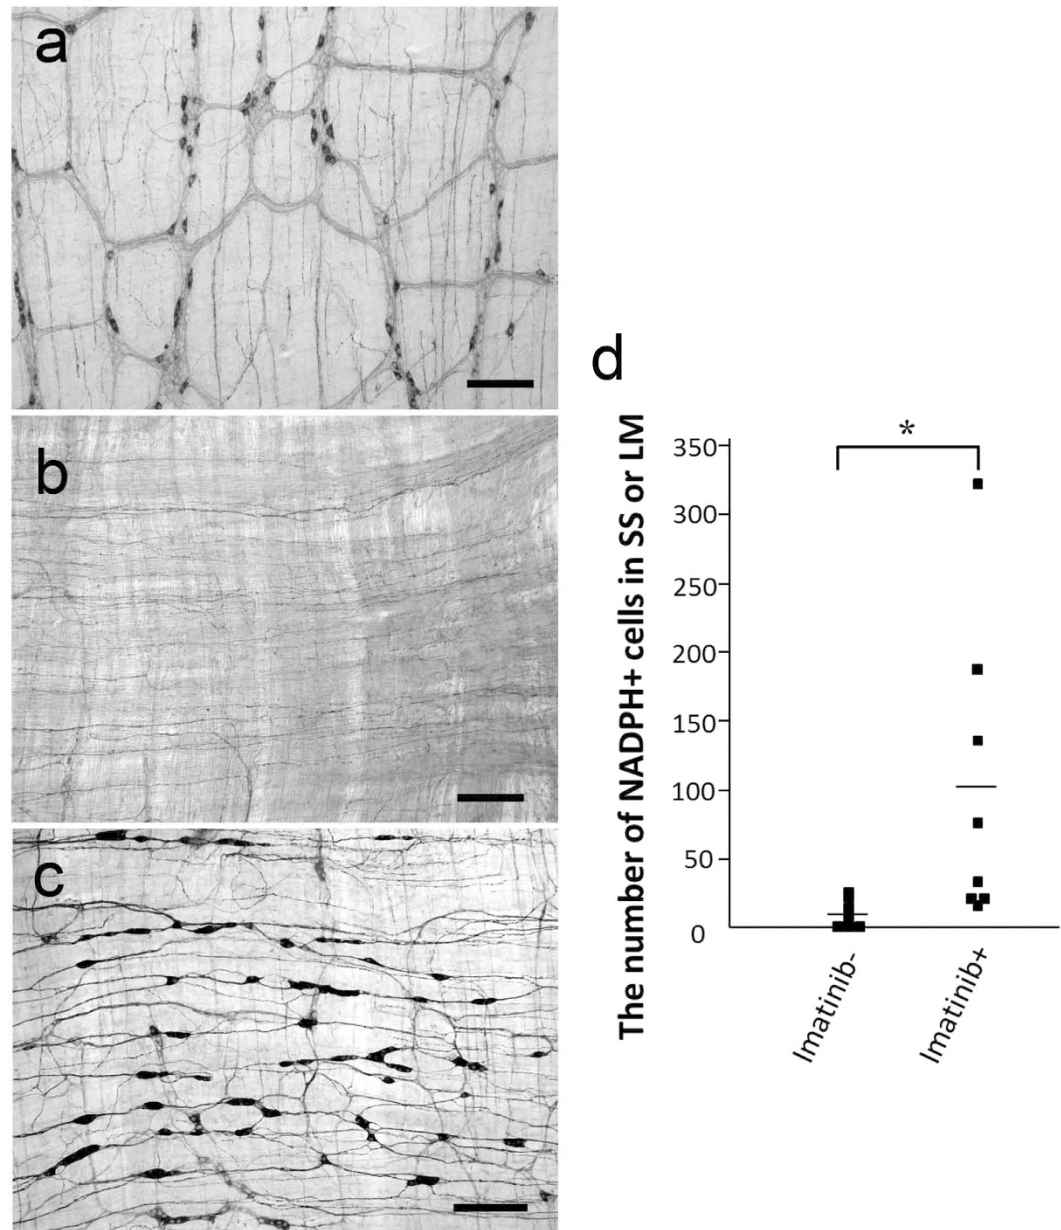 a
b
c
d
The number of NADPH+ cells in SS or LM
*
350
300
250
200
150
100
50
0
Imatinib-
Imatinib+